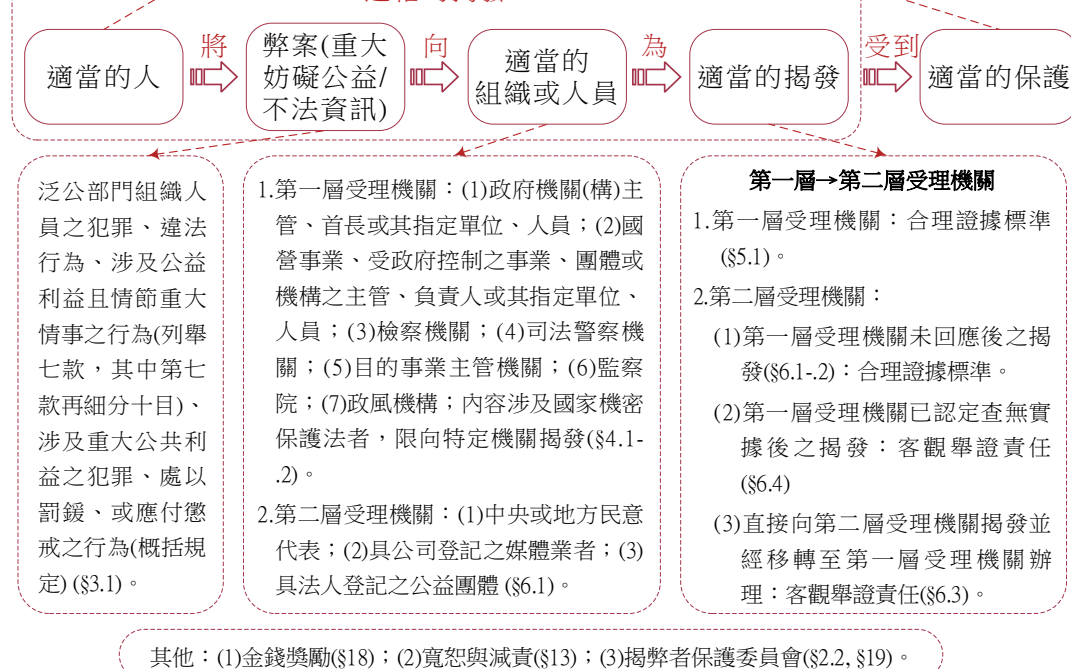 適當的人
將
弊案(重大
妨礙公益/
不法資訊)
向
適當的
組織或人員
為
適當的揭發
受到
適當的保護
泛公部門組織人
員之犯罪、違法
行為、涉及公益
利益且情節重大
情事之行為(列舉
七款，其中第七
款再細分十目)、
涉及重大公共利
益之犯罪、處以
罰鍰、或應付懲
戒之行為(概括規
定) (§3.1)。
1.第一層受理機關：(1)政府機關(構)主
管、首長或其指定單位、人員；(2)國
營事業、受政府控制之事業、團體或
機構之主管、負責人或其指定單位、
人員；(3)檢察機關；(4)司法警察機
關；(5)目的事業主管機關；(6)監察
院；(7)政風機構；內容涉及國家機密
保護法者，限向特定機關揭發(§4.1-
.2)。
2.第二層受理機關：(1)中央或地方民意
代表；(2)具公司登記之媒體業者；(3)
具法人登記之公益團體 (§6.1)。
第一層→第二層受理機關
1.第一層受理機關：合理證據標準
(§5.1)。
2.第二層受理機關：
(1)第一層受理機關未回應後之揭
發(§6.1-.2)：合理證據標準。
(2)第一層受理機關已認定查無實
據後之揭發：客觀舉證責任
(§6.4)
(3)直接向第二層受理機關揭發並
經移轉至第一層受理機關辦
理：客觀舉證責任(§6.3)。
其他：(1)金錢獎勵(§18)；(2)寬恕與減責(§13)；(3)揭弊者保護委員會(§2.2, §19)。